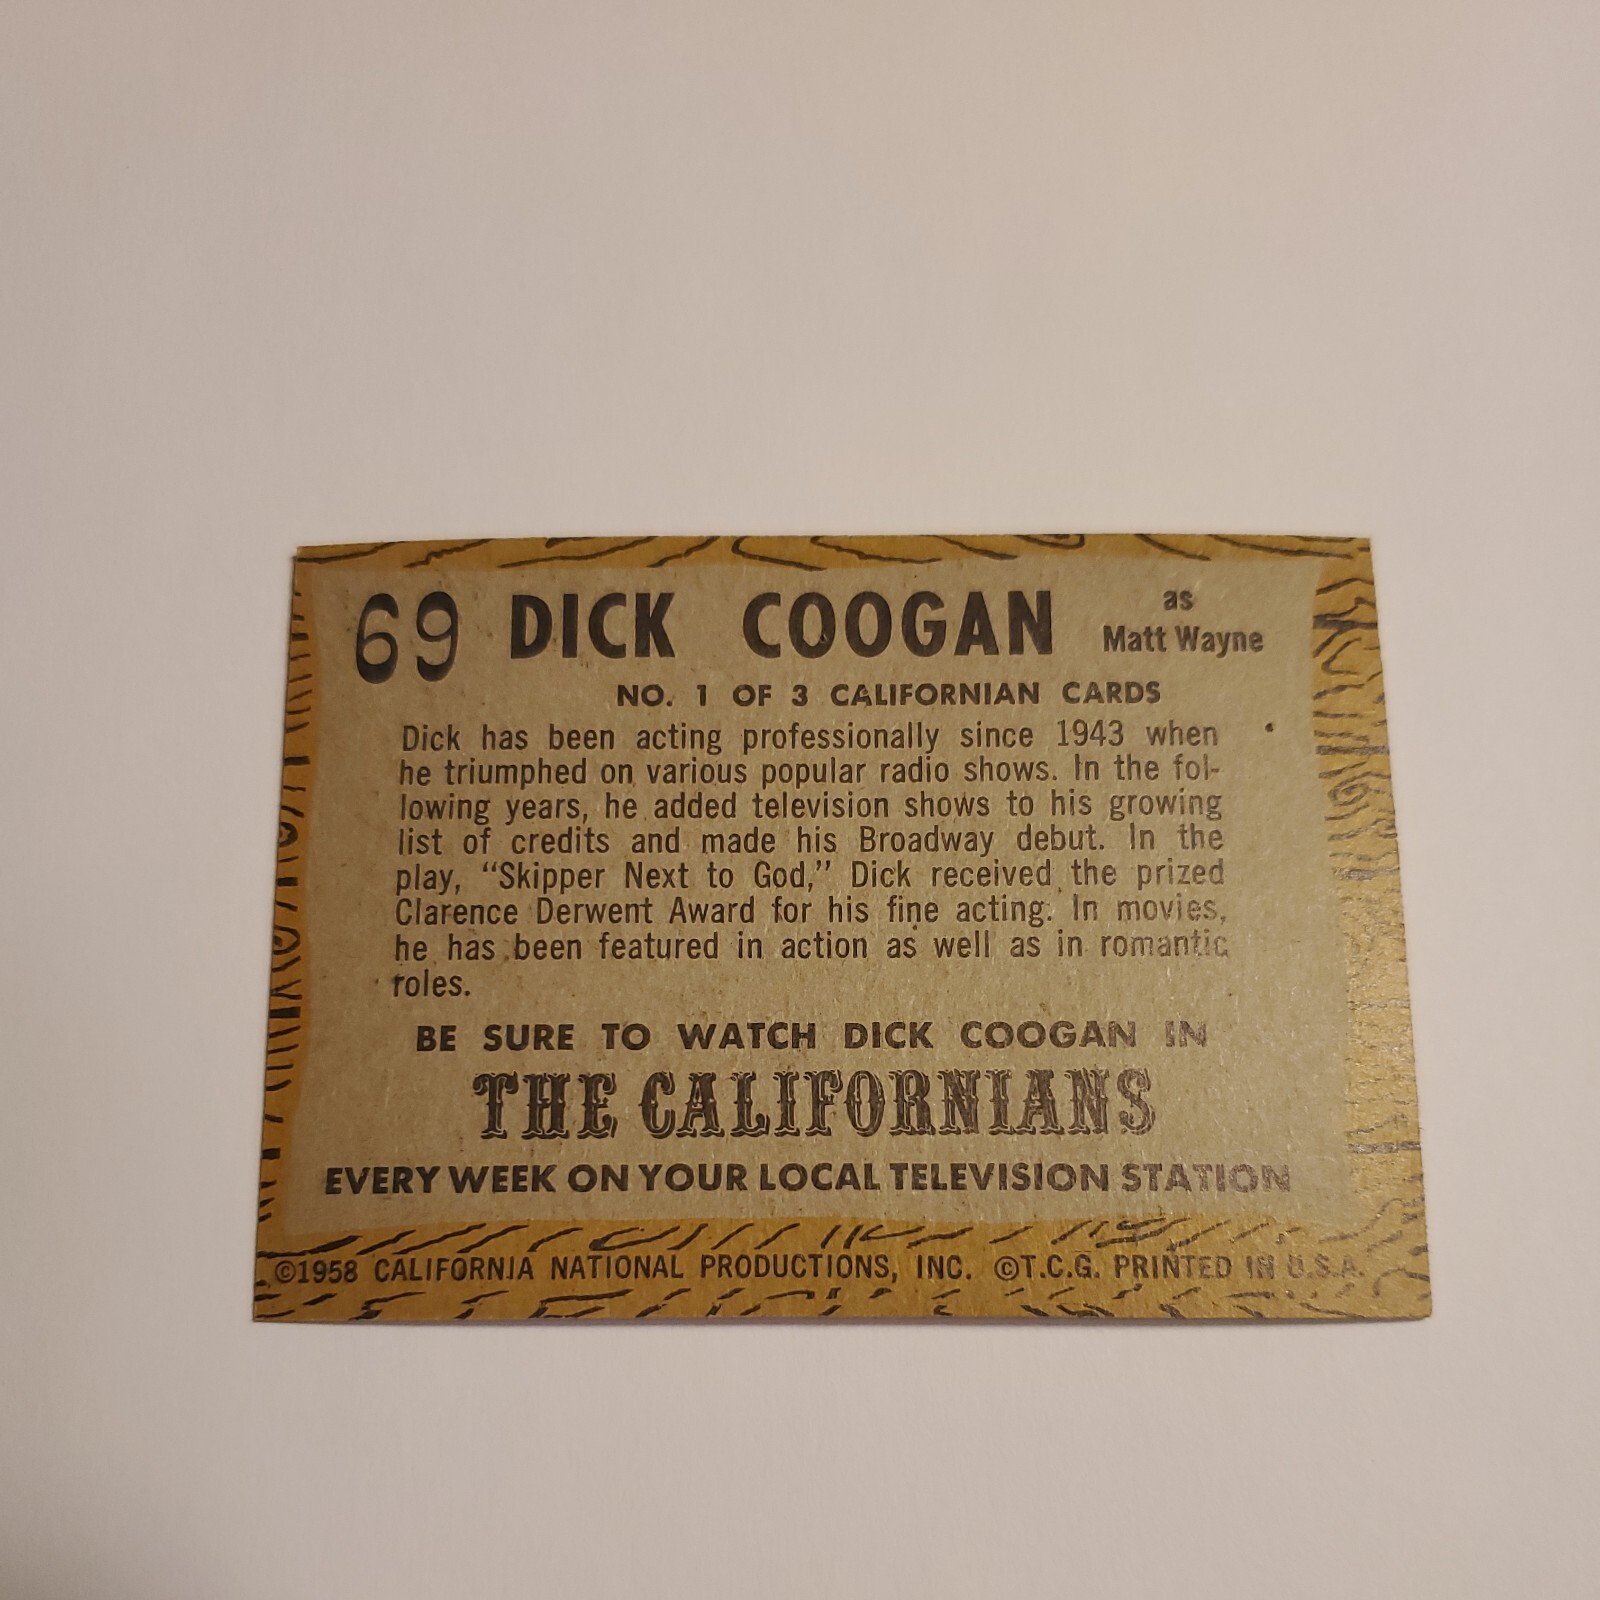 69 DICK COOGAN as
Matt Wayne
NO. 1 OF 3 CALIFORNIAN CARDS
Dick has been acting professionally since 1943 when
he triumphed on various popular radio shows. In the fol-
lowing years, he added television shows to his growing
list of credits and made his Broadway debut. In the
play, “Skipper Next to God,” Dick received the prized
Clarence Derwent Award for his fine acting. In movies,
he has been featured in action as well as in romantic
roles.
BE SURE TO WATCH DICK COOGAN IN
THE CALIFORNIANS
EVERY WEEK ON YOUR LOCAL TELEVISION STATION
©1958 CALIFORNIA NATIONAL PRODUCTIONS, INC. ©T.C.G. PRINTED IN U.S.A.